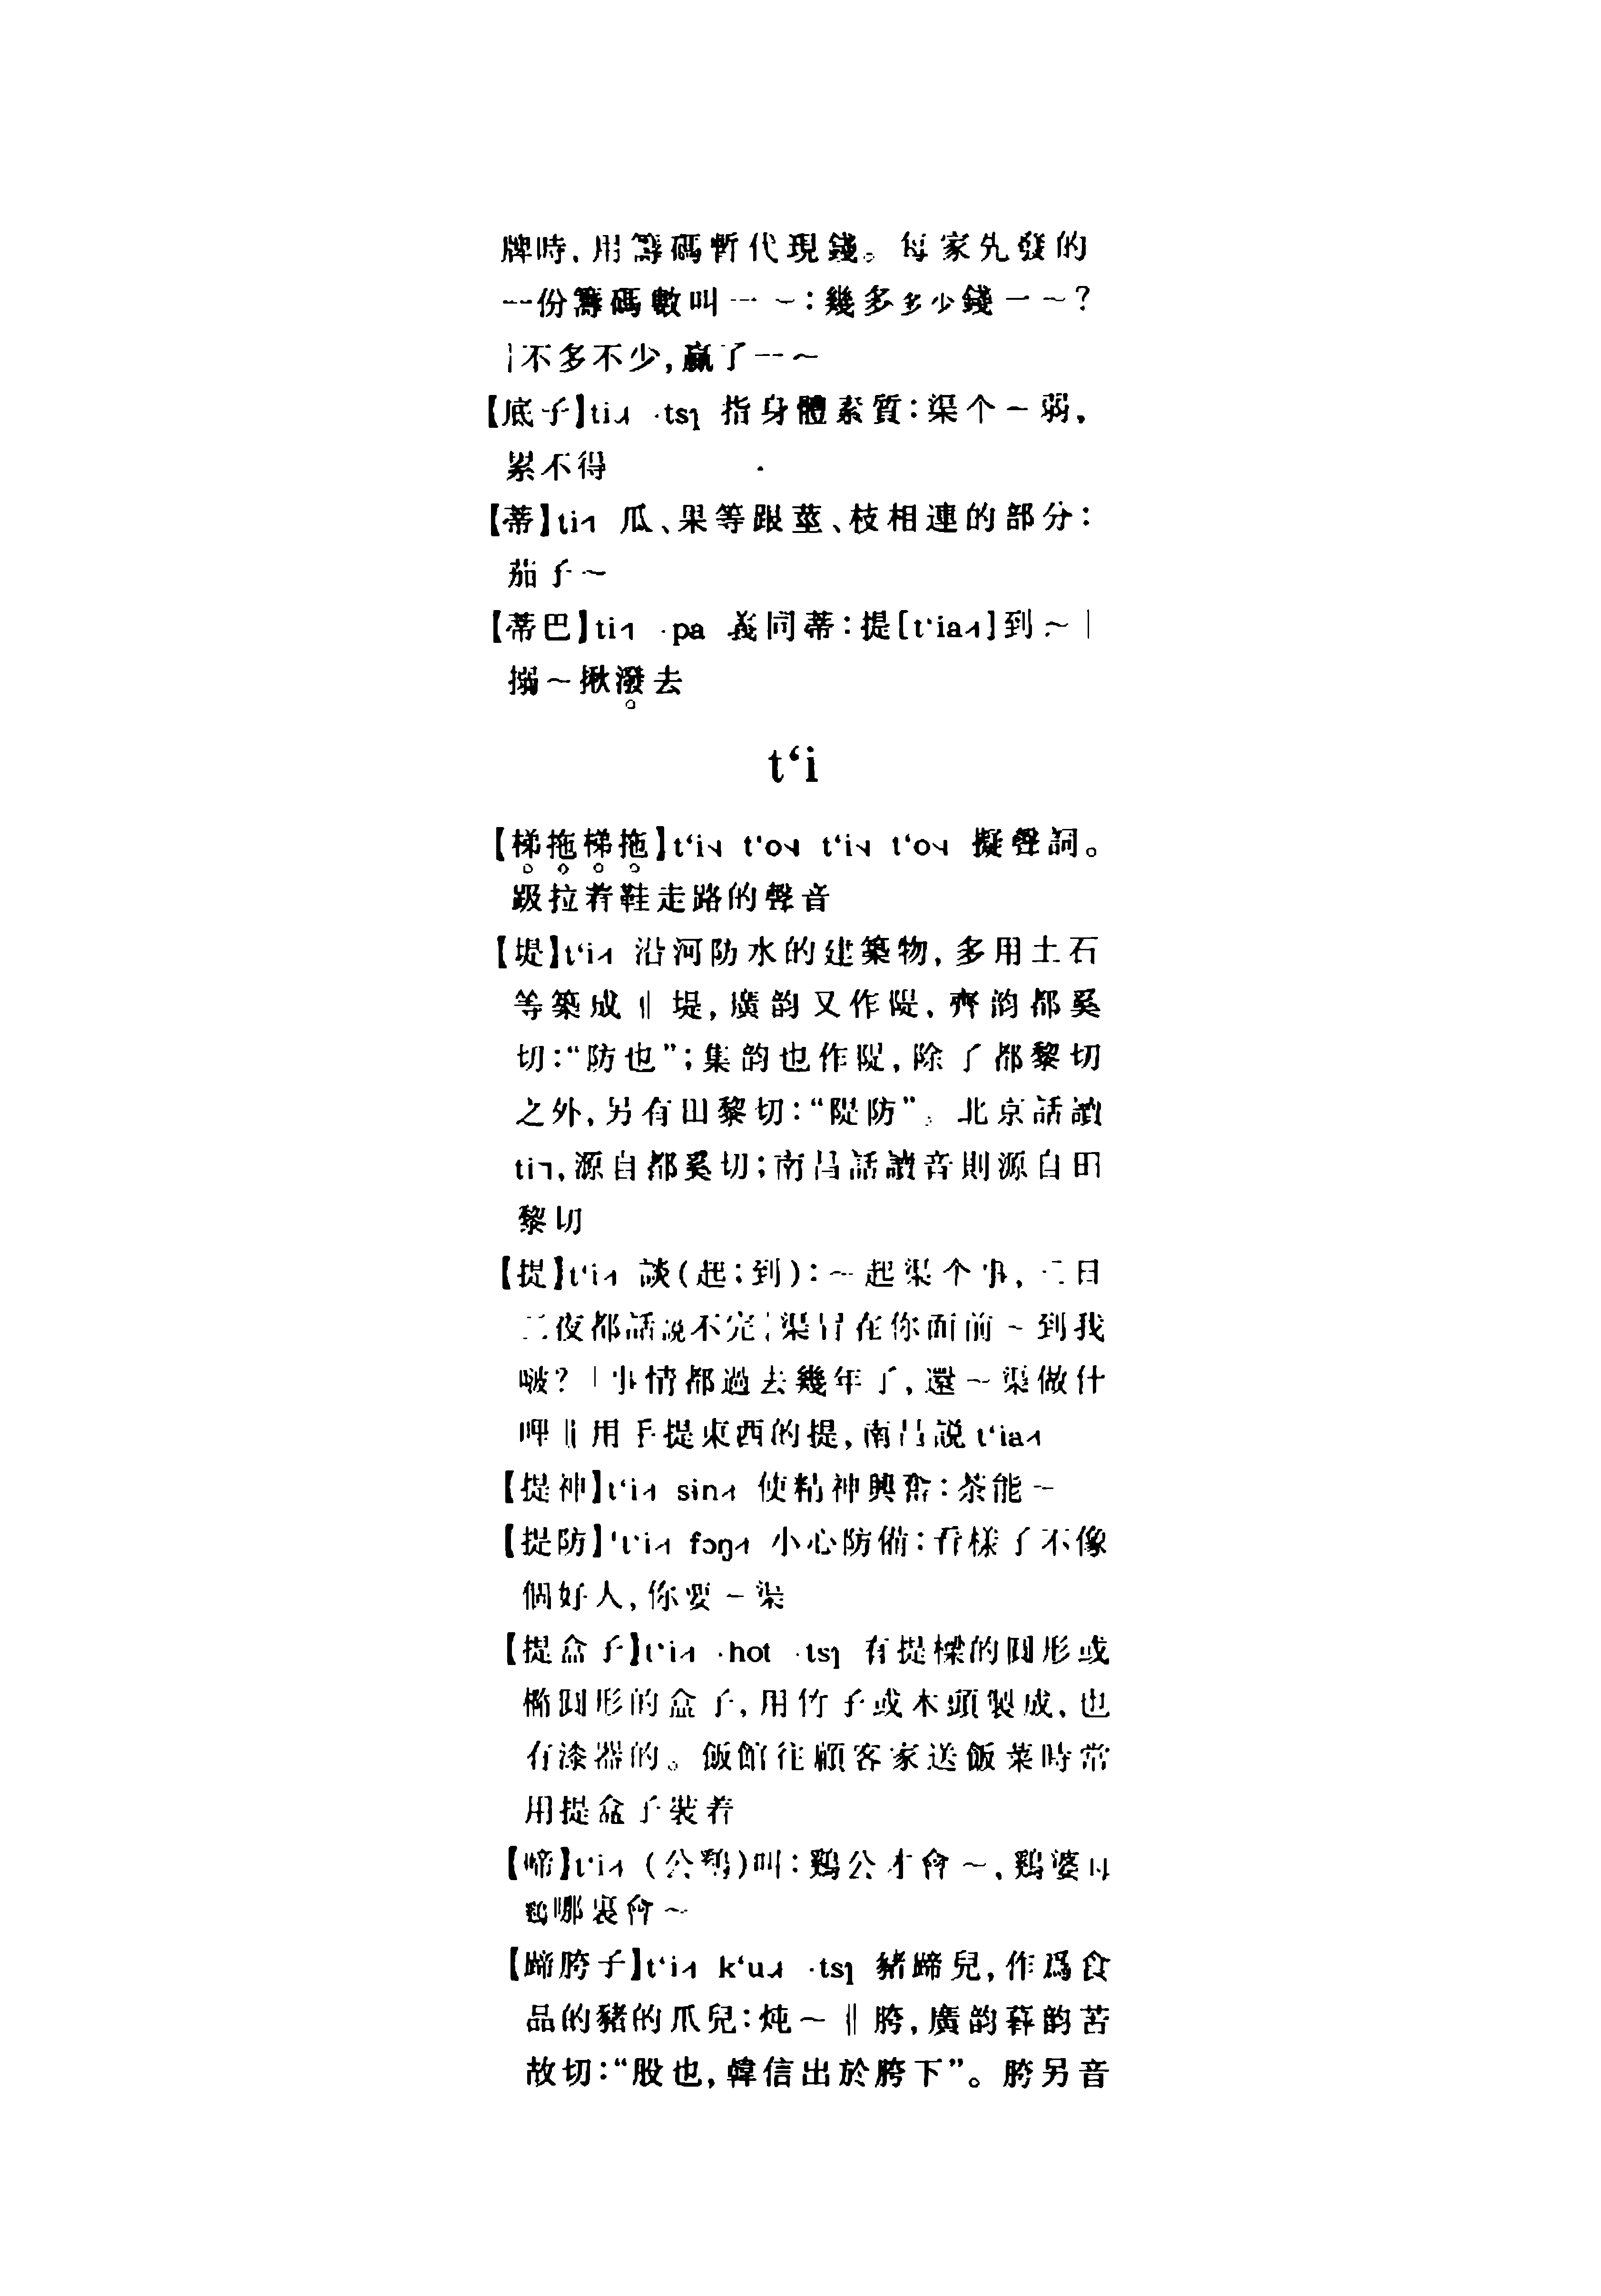 牌時，用籌碼暫代現錢。每家先發的
一份籌碼數叫一～：幾多多少錢一～？
|不多不少，贏了一～
【底子】ti˨˩˧ ·tsɿ 指身體素質：渠个～弱，
累不得
【蒂】ti 瓜、果等跟莖、枝相連的部分：
茄子～
【蒂巴】ti ·pa 義同蒂：提[t‘ia]到～|
搦～揪潑去
t‘i
【梯拖梯拖】t‘i t‘o t‘i t‘o 擬聲詞。
趿拉着鞋走路的聲音
【堤】t‘i 沿河防水的建築物，多用土石
等築成‖堤，廣韵又作隄，齊韵都奚
切：“防也”；集韵也作隄，除了都黎切
之外，另有田黎切：“隄防”。北京話讀
ti˥，源自都奚切；南昌話讀音則源自田
黎切
【提】t‘i 談（起；到）：～起渠个事，三日
三夜都話説不完|渠冇在你面前～到我
啵？|事情都過去幾年了，還～渠做什
呷‖用手提東西的提，南昌説 t‘ia
【提神】t‘i sin 使精神興奮：茶能～
【提防】t‘i fɔŋ 小心防備：看樣子不像
個好人，你要～渠
【提盒子】t‘i ·hot ·tsɿ 有提樑的圓形或
橢圓形的盒子，用竹子或木頭製成，也
有漆器的。飯館往顧客家送飯菜時常
用提盒子裝着
【啼】t‘i （公鷄）叫：鷄公才會～，鷄婆母
鷄哪裏會～
【蹄胯子】t‘i k‘u ·tsɿ 豬蹄兒，作爲食
品的豬的爪兒：炖～‖胯，廣韵暮韵苦
故切：“股也，韓信出於胯下”。胯另音